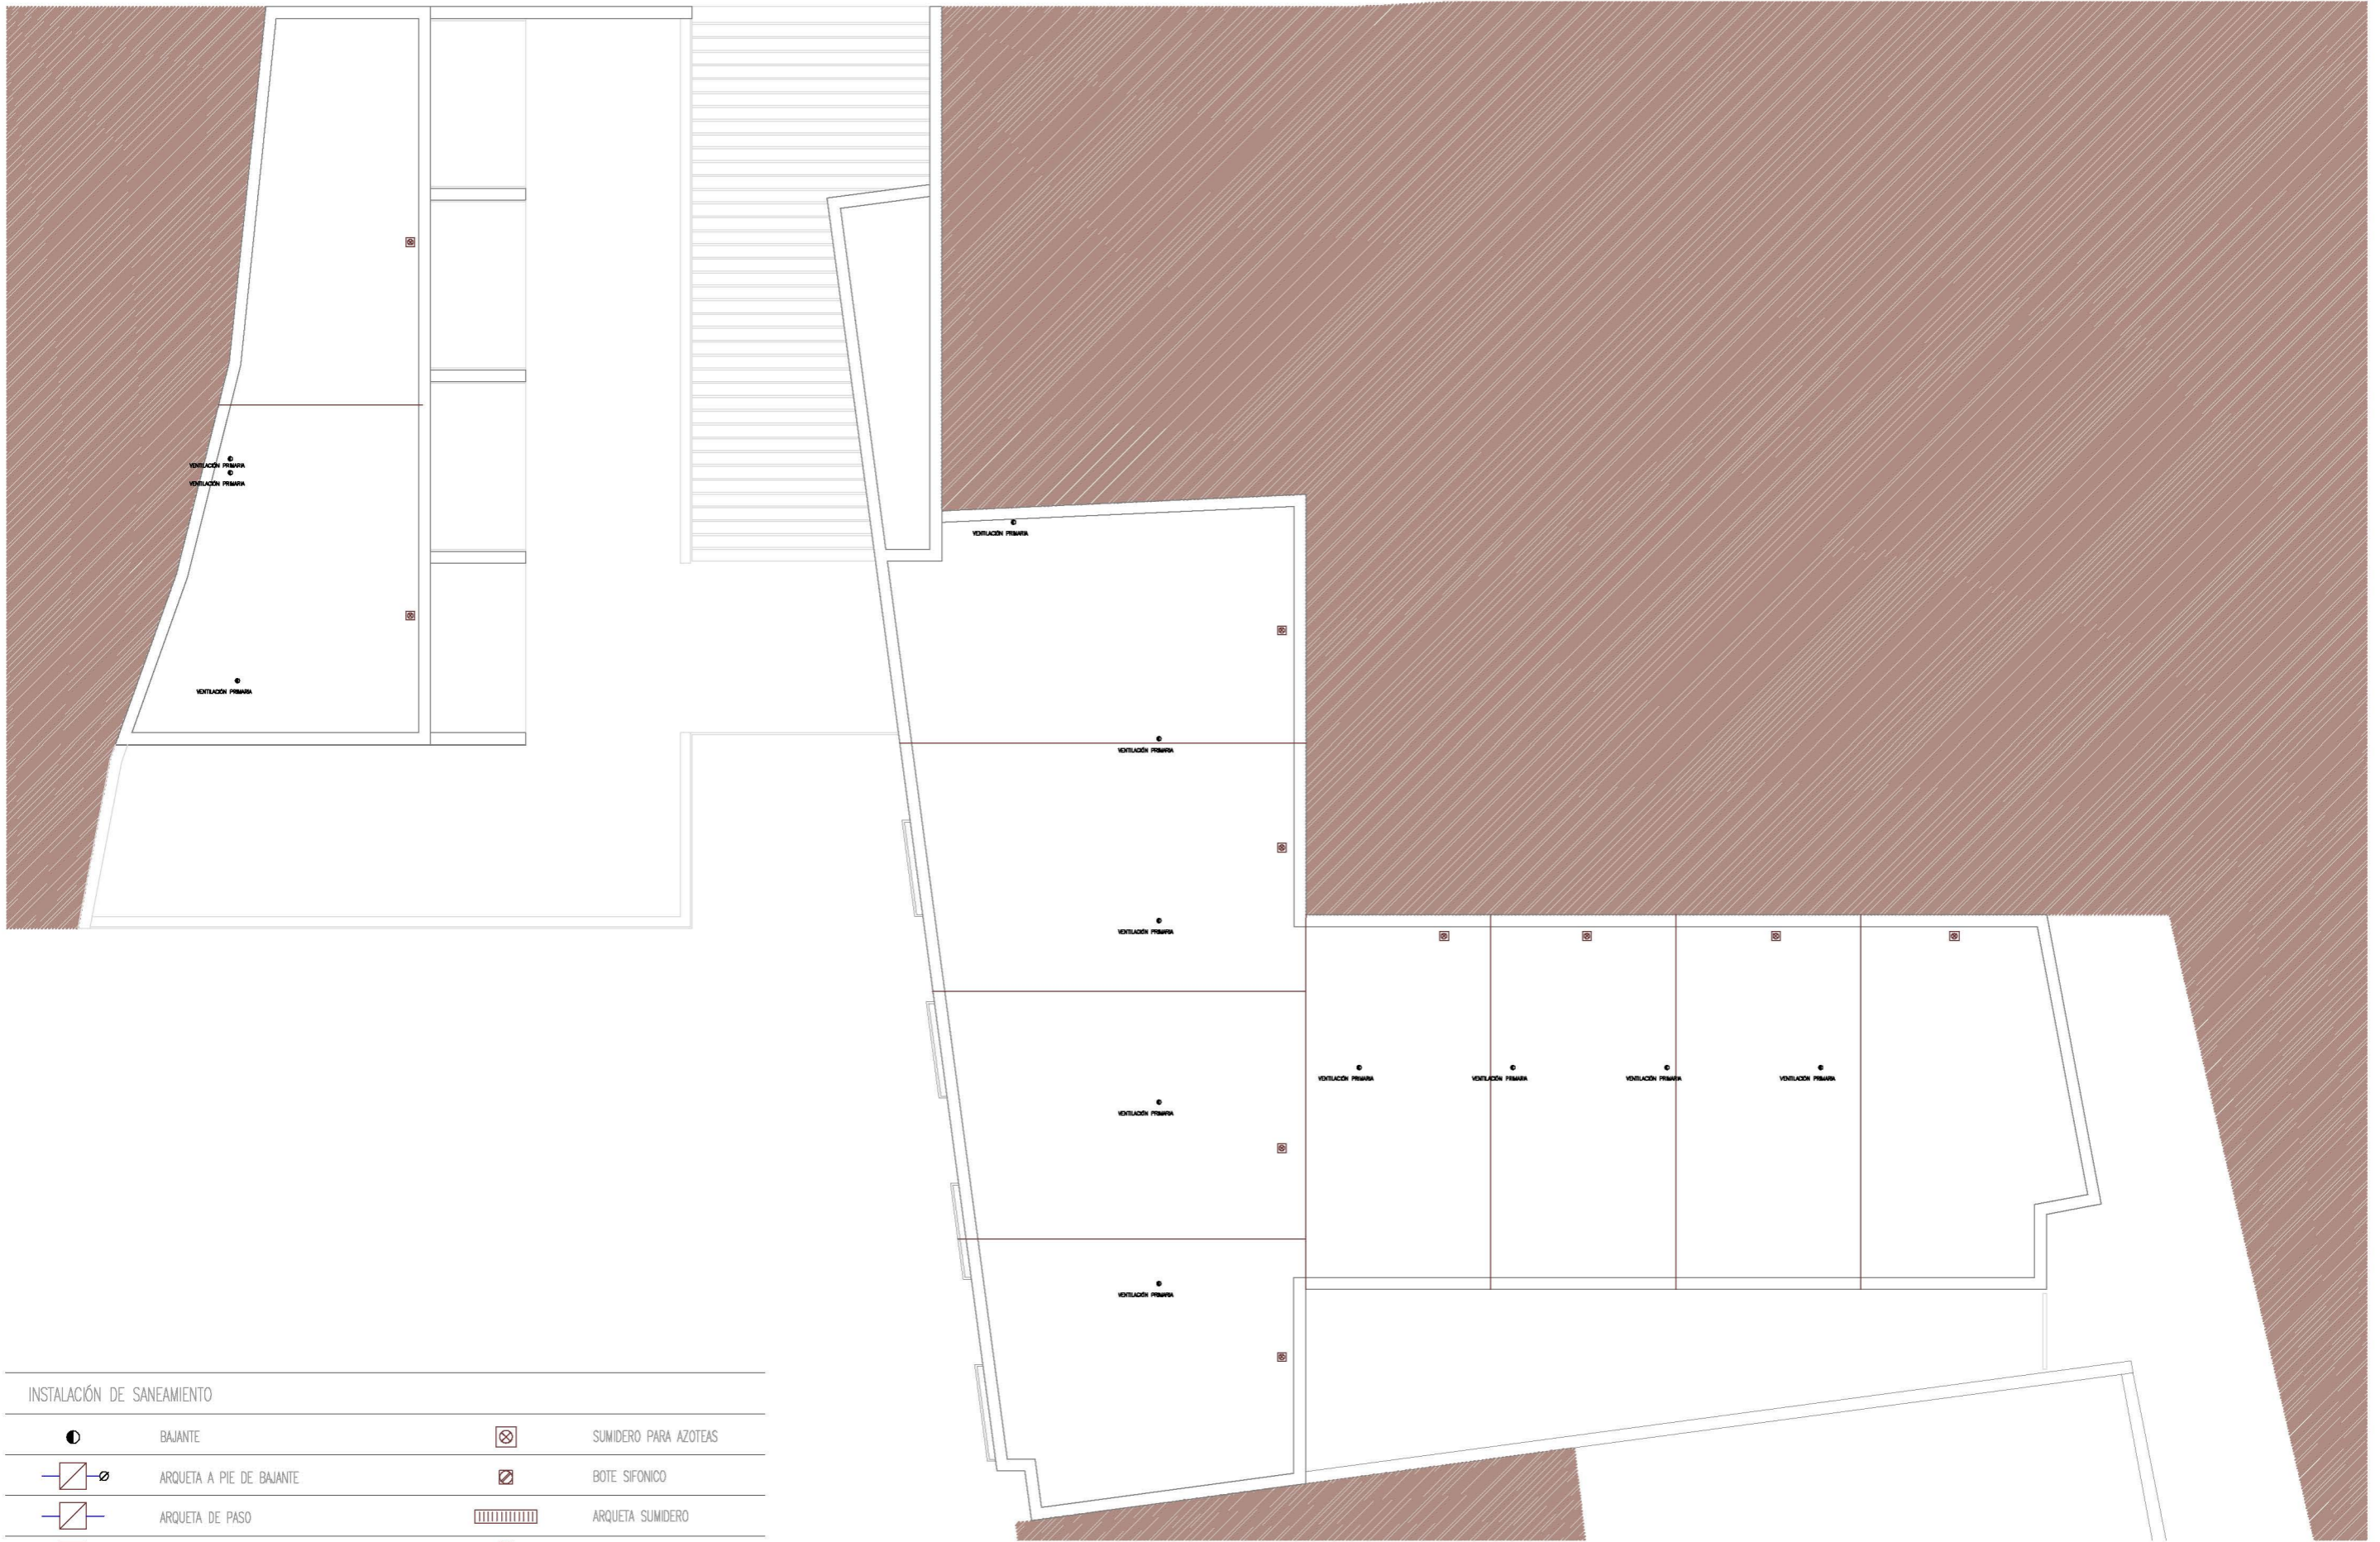 VENTILACIÓN PRIMARIA
VENTILACIÓN PRIMARIA
VENTILACIÓN PRIMARIA
VENTILACIÓN PRIMARIA
VENTILACIÓN PRIMARIA
VENTILACIÓN PRIMARIA
VENTILACIÓN PRIMARIA
VENTILACIÓN PRIMARIA
VENTILACIÓN PRIMARIA
VENTILACIÓN PRIMARIA
VENTILACIÓN PRIMARIA
VENTILACIÓN PRIMARIA
INSTALACIÓN DE SANEAMIENTO
BAJANTE
SUMIDERO PARA AZOTEAS
ARQUETA A PIE DE BAJANTE
BOTE SIFONICO
ARQUETA DE PASO
ARQUETA SUMIDERO